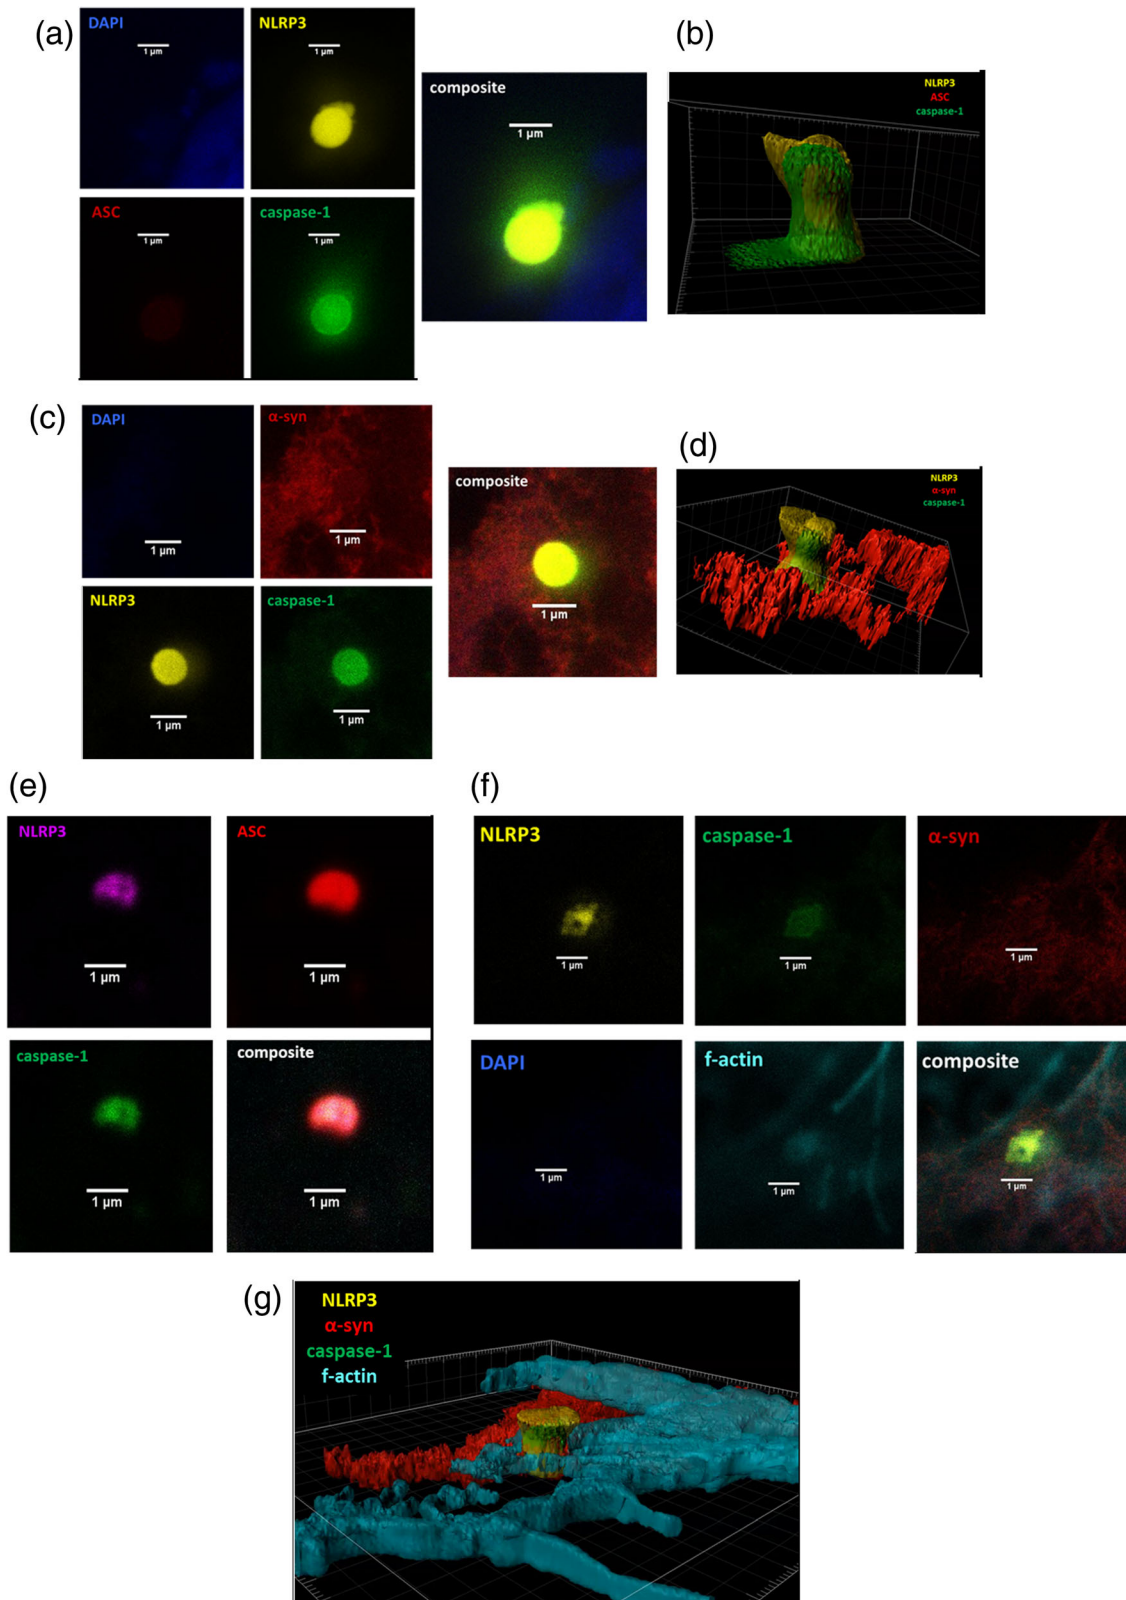 (a)
DAPI
1 µm
NLRP3
1 µm
ASC
1 µm
caspase-1
1 µm
composite
1 µm
(b)
NLRP3
ASC
caspase-1
(c)
DAPI
1 µm
α-syn
1 µm
NLRP3
1 µm
caspase-1
1 µm
composite
1 µm
(d)
NLRP3
α-syn
caspase-1
(e)
NLRP3
1 µm
ASC
1 µm
caspase-1
1 µm
composite
1 µm
(f)
NLRP3
1 µm
caspase-1
1 µm
α-syn
1 µm
DAPI
1 µm
f-actin
1 µm
composite
1 µm
(g)
NLRP3
α-syn
caspase-1
f-actin